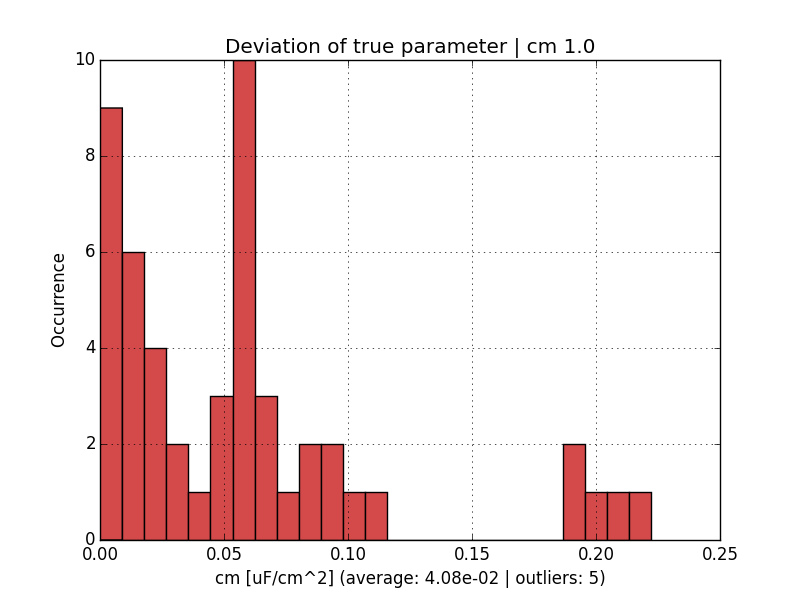 Deviation of true parameter | cm 1.0
10
8
6
4
2
0
Occurrence
0.00 0.05 0.10 0.15 0.20 0.25
cm [uF/cm^2] (average: 4.08e-02 | outliers: 5)